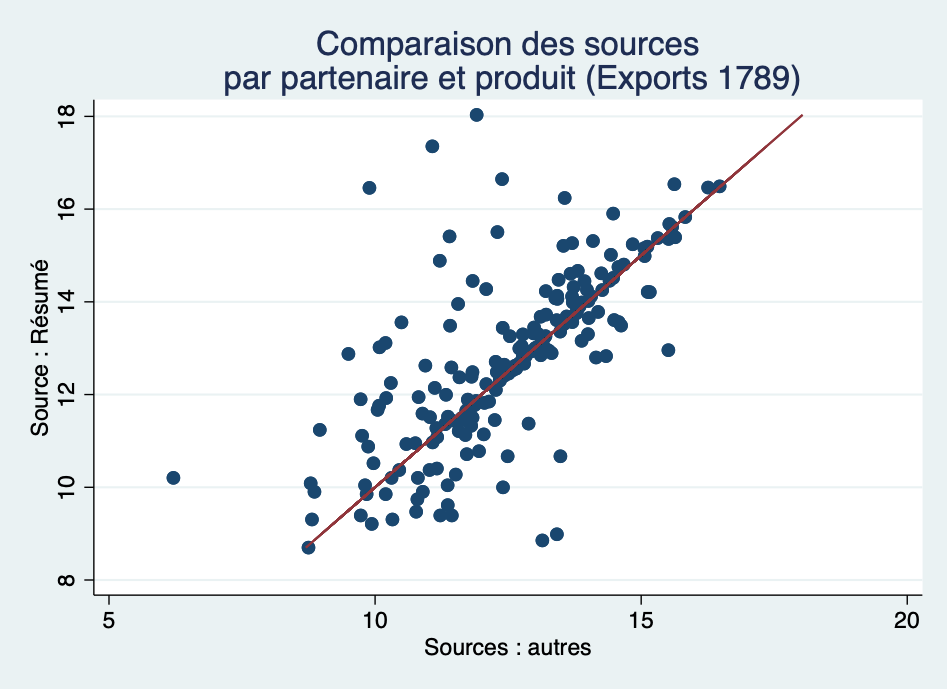 Comparaison des sources
par partenaire et produit (Exports 1789)
Source : Résumé
18
16
14
12
10
8
5
10
15
20
Sources : autres